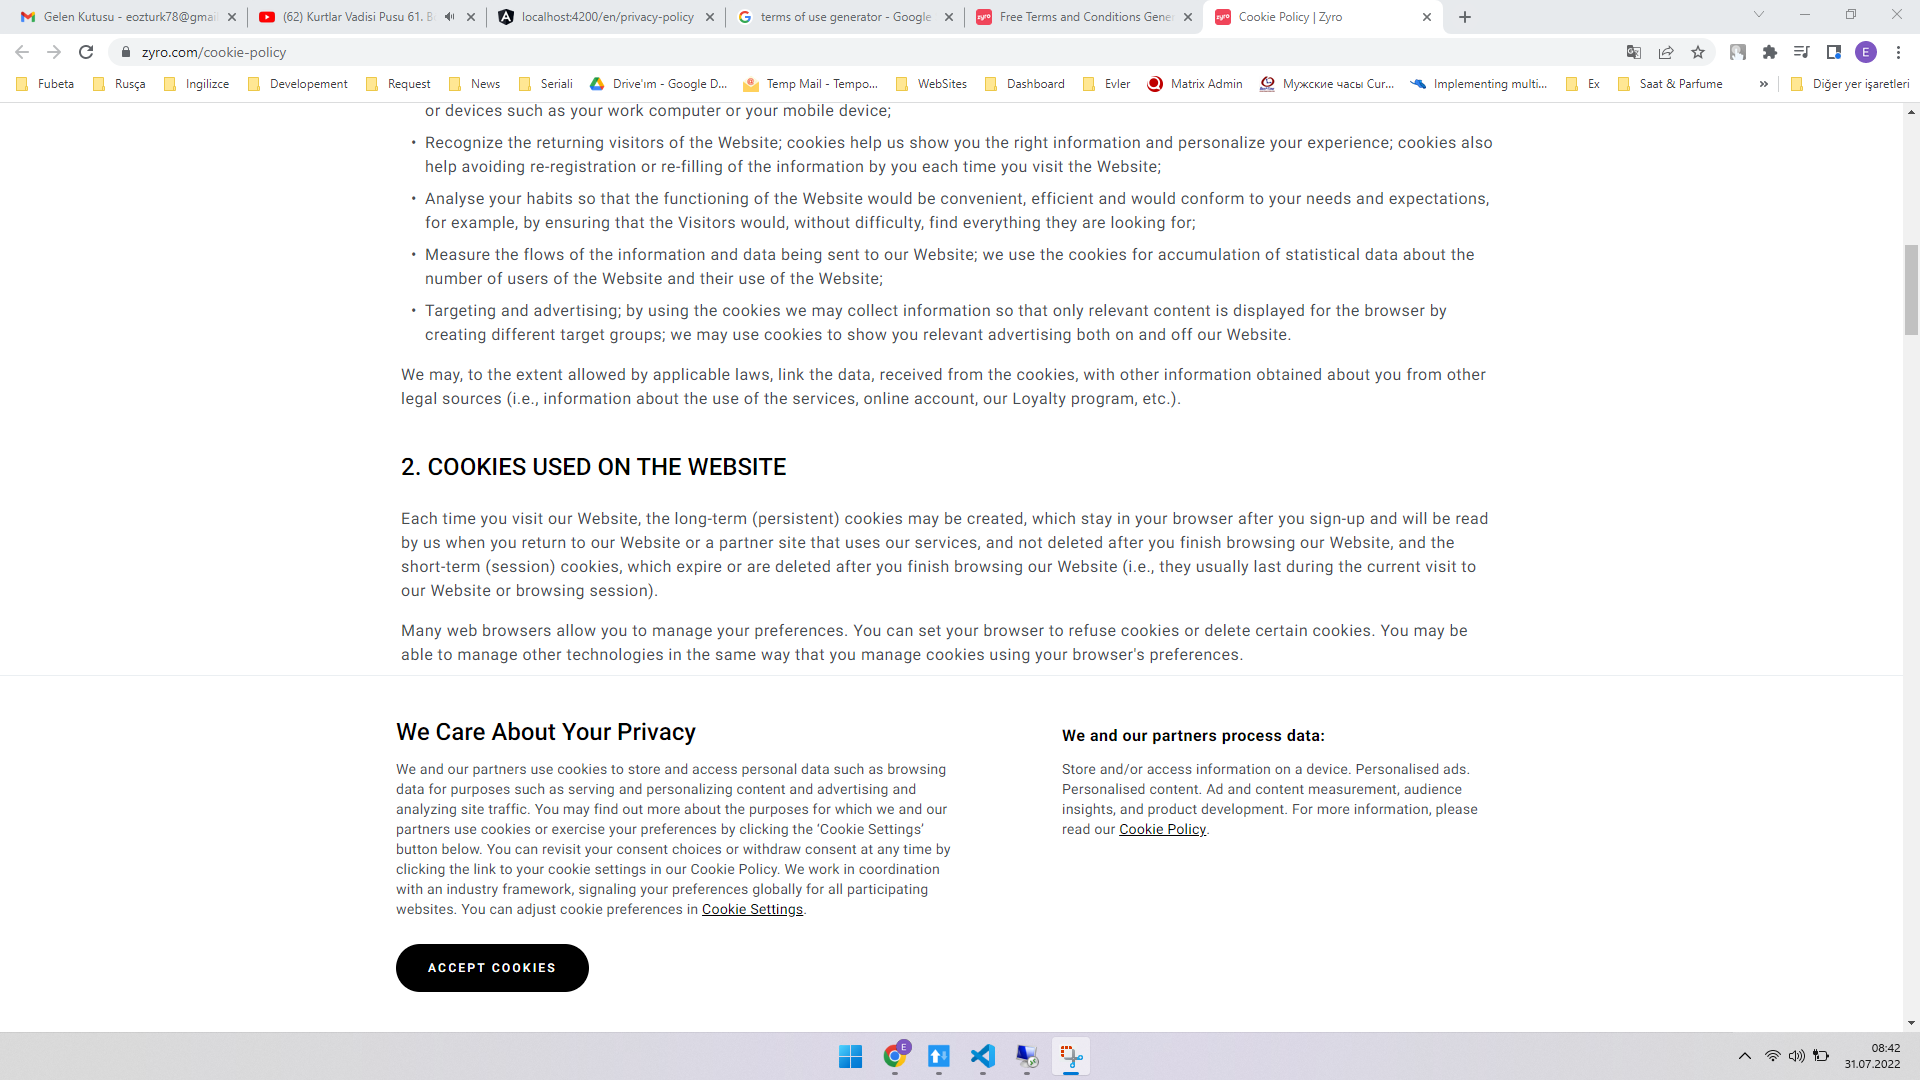 Gelen Kutusu - eozturk78@gmai
(62) Kurtlar Vadisi Pusu 61. B
localhost:4200/en/privacy-policy
terms of use generator - Google
Free Terms and Conditions Gene
Cookie Policy | Zyro
zyro.com/cookie-policy
E
Fubeta
Rusça
Ingilizce
Developement
Request
News
Seriali
Drive'ım - Google D...
Temp Mail - Tempo...
WebSites
Dashboard
Evler
Matrix Admin
Мужские часы Cur...
Implementing multi...
Ex
Saat & Parfume
»
Diğer yer işaretleri
or devices such as your work computer or your mobile device;
• Recognize the returning visitors of the Website; cookies help us show you the right information and personalize your experience; cookies also
help avoiding re-registration or re-filling of the information by you each time you visit the Website;
• Analyse your habits so that the functioning of the Website would be convenient, efficient and would conform to your needs and expectations,
for example, by ensuring that the Visitors would, without difficulty, find everything they are looking for;
• Measure the flows of the information and data being sent to our Website; we use the cookies for accumulation of statistical data about the
number of users of the Website and their use of the Website;
• Targeting and advertising; by using the cookies we may collect information so that only relevant content is displayed for the browser by
creating different target groups; we may use cookies to show you relevant advertising both on and off our Website.
We may, to the extent allowed by applicable laws, link the data, received from the cookies, with other information obtained about you from other
legal sources (i.e., information about the use of the services, online account, our Loyalty program, etc.).
2. COOKIES USED ON THE WEBSITE
Each time you visit our Website, the long-term (persistent) cookies may be created, which stay in your browser after you sign-up and will be read
by us when you return to our Website or a partner site that uses our services, and not deleted after you finish browsing our Website, and the
short-term (session) cookies, which expire or are deleted after you finish browsing our Website (i.e., they usually last during the current visit to
our Website or browsing session).
Many web browsers allow you to manage your preferences. You can set your browser to refuse cookies or delete certain cookies. You may be
able to manage other technologies in the same way that you manage cookies using your browser's preferences.
We Care About Your Privacy
We and our partners use cookies to store and access personal data such as browsing
data for purposes such as serving and personalizing content and advertising and
analyzing site traffic. You may find out more about the purposes for which we and our
partners use cookies or exercise your preferences by clicking the 'Cookie Settings'
button below. You can revisit your consent choices or withdraw consent at any time by
clicking the link to your cookie settings in our Cookie Policy. We work in coordination
with an industry framework, signaling your preferences globally for all participating
websites. You can adjust cookie preferences in Cookie Settings.
ACCEPT COOKIES
We and our partners process data:
Store and/or access information on a device. Personalised ads.
Personalised content. Ad and content measurement, audience
insights, and product development. For more information, please
read our Cookie Policy.
E
08:42
31.07.2022